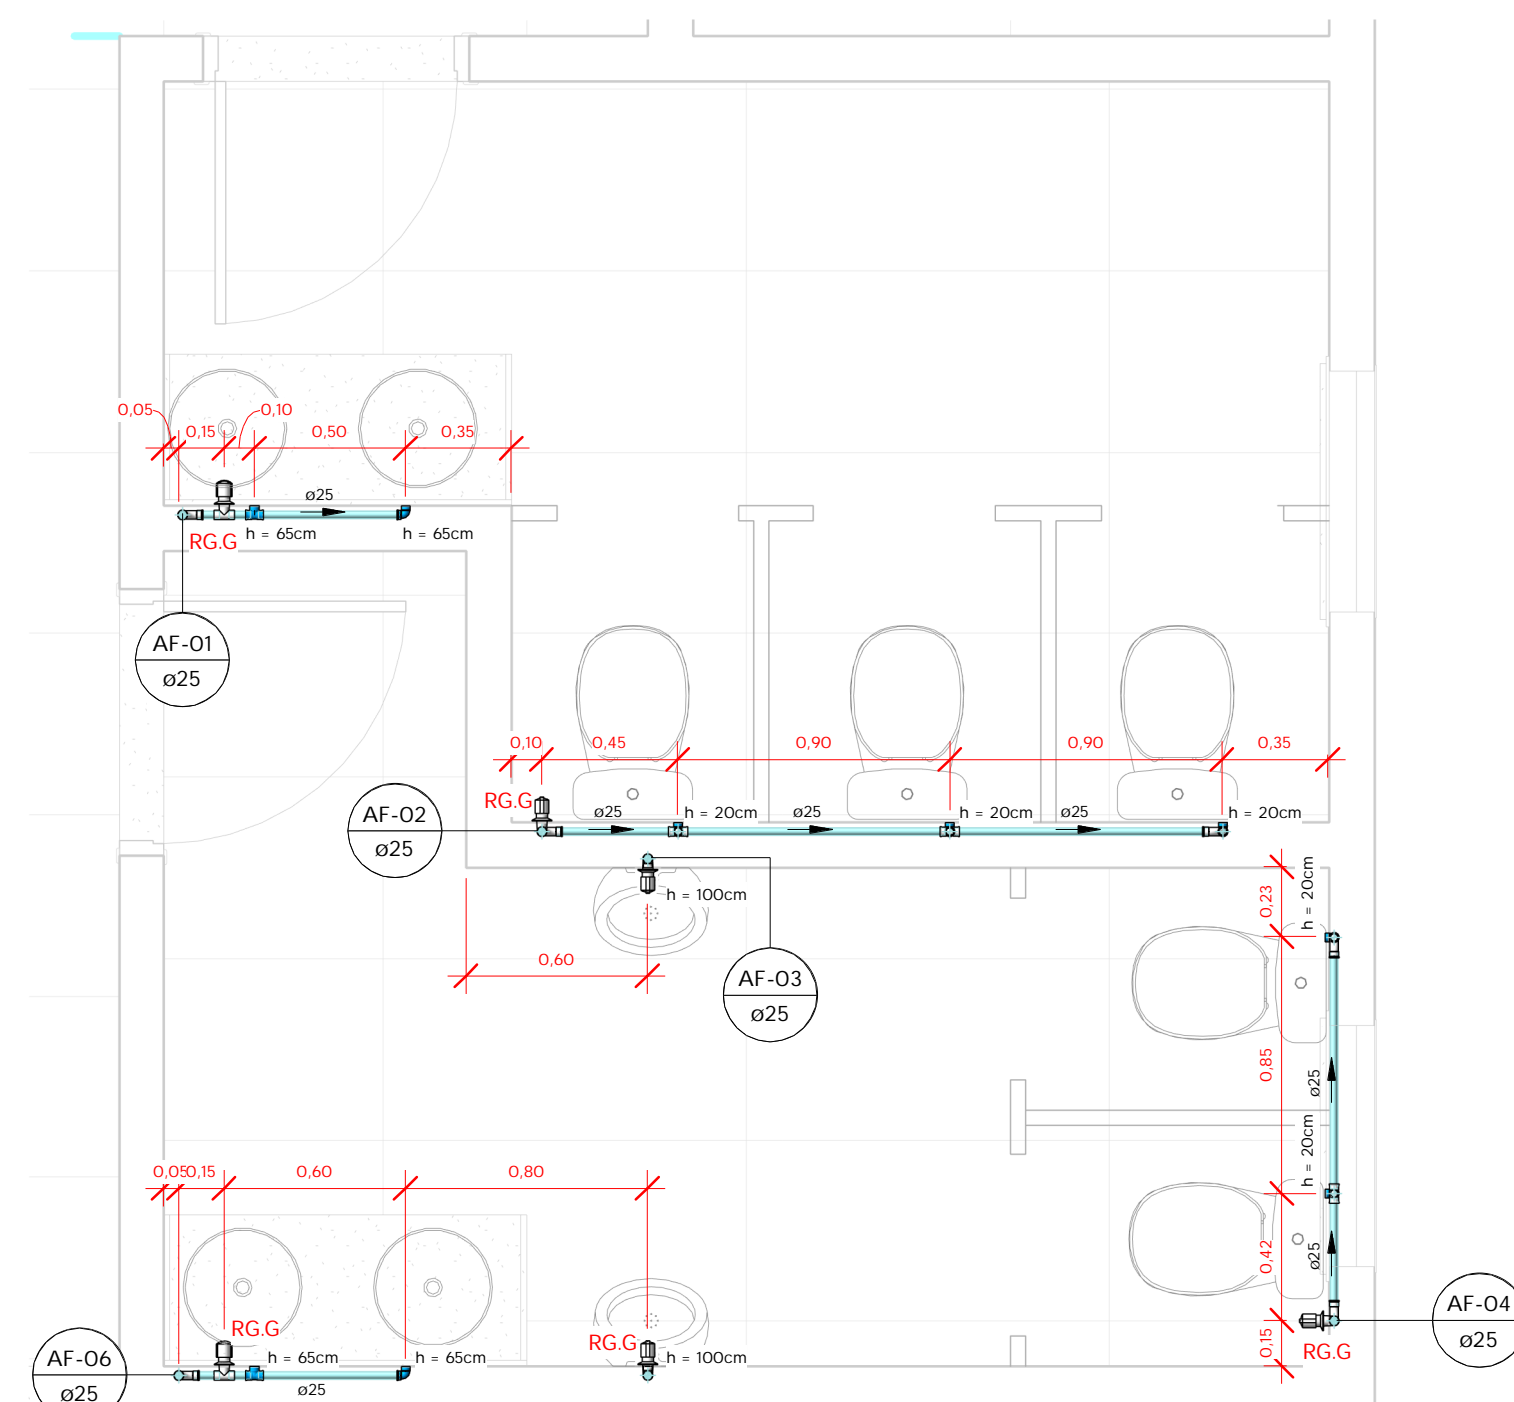 0,05
0,15
0,10
0,50
0,35
ø25
RG.G
h = 65cm
h = 65cm
AF-01
ø25
0,10
0,45
0,90
0,90
0,35
RG.G
AF-02
ø25
ø25
h = 20cm
ø25
h = 20cm
ø25
h = 20cm
h = 100cm
0,23
h = 20cm
0,60
AF-03
ø25
0,85
ø25
h = 20cm
0,05
0,15
0,60
0,80
0,42
ø25
AF-04
ø25
RG.G
0,15
RG.G
RG.G
h = 65cm
h = 65cm
h = 100cm
AF-06
ø25
ø25